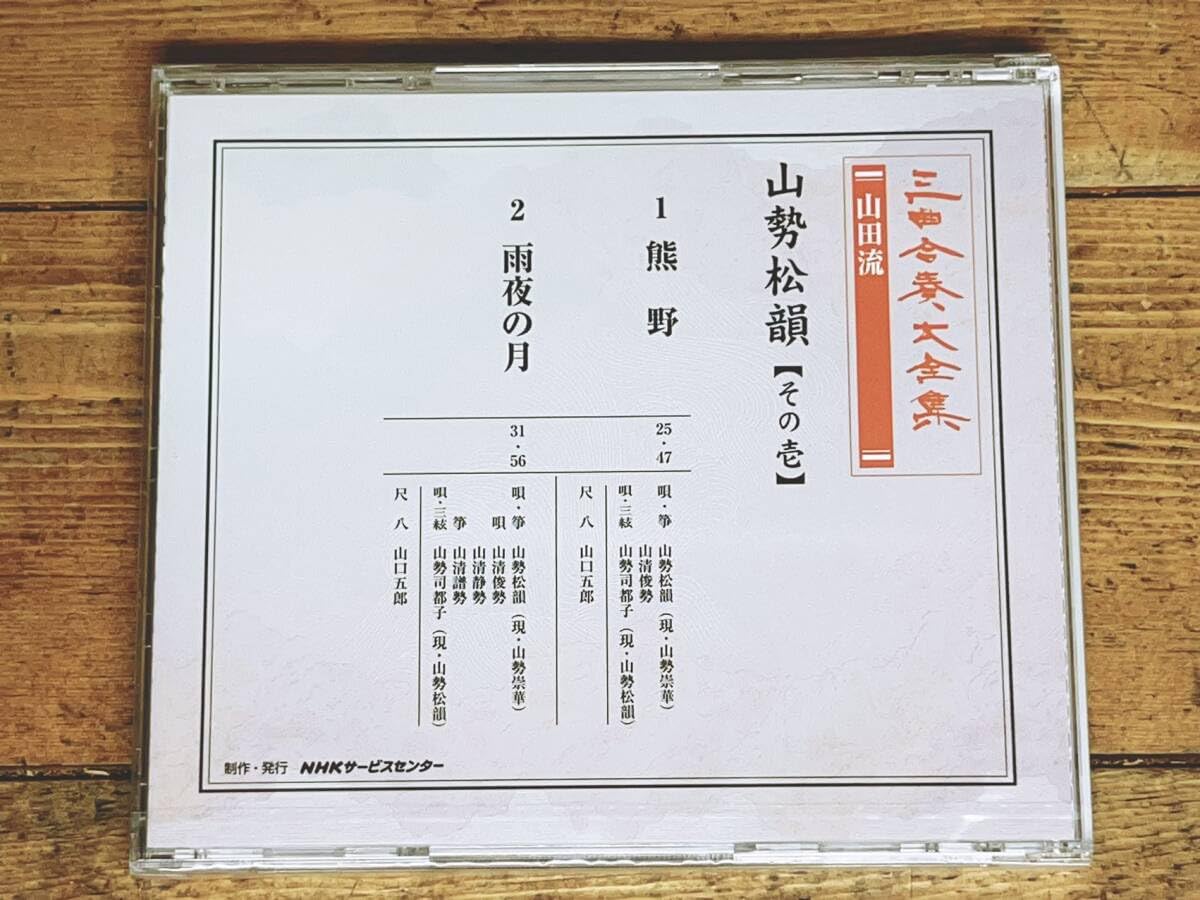 三曲合奏大全集
山田流
山勢松韻【その壱】
1 熊野
25・47
唄・箏 山勢松韻(現・山勢崇華)
山清俊勢
唄・三絃 山勢司都子(現・山勢松韻)
尺八 山口五郎
2 雨夜の月
31・56
唄・箏 山勢松韻(現・山勢崇華)
唄 山清俊勢
山清静勢
箏 山清譜勢
唄・三絃 山勢司都子(現・山勢松韻)
尺八 山口五郎
制作・発行 NHKサービスセンター